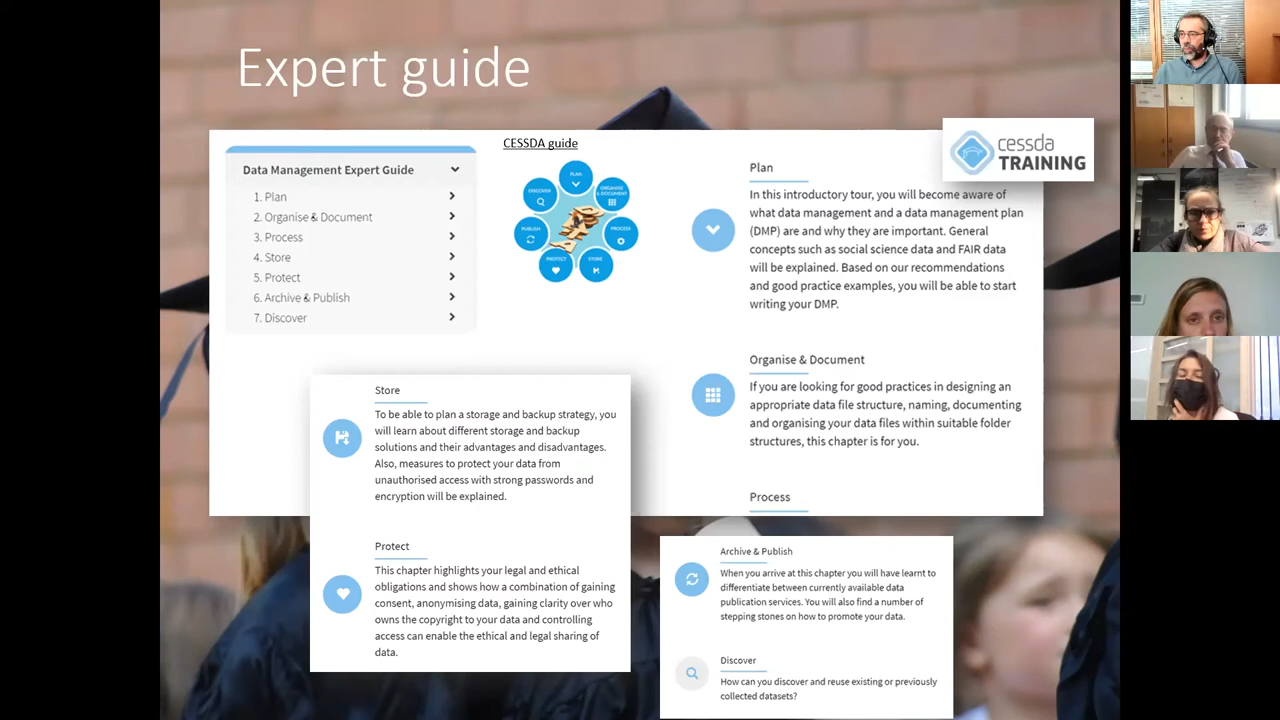 Expert guide
CESSDA guide
cessda
TRAINING
Data Management Expert Guide
1. Plan
2. Organise & Document
3. Process
4. Store
5. Protect
6. Archive & Publish
7. Discover
PLAN
ORGANISE
& DOCUMENT
PROCESS
STORE
PROTECT
PUBLISH
DISCOVER
Plan
In this introductory tour, you will become aware of
what data management and a data management plan
(DMP) are and why they are important. General
concepts such as social science data and FAIR data
will be explained. Based on our recommendations
and good practice examples, you will be able to start
writing your DMP.
Organise & Document
If you are looking for good practices in designing an
appropriate data file structure, naming, documenting
and organising your data files within suitable folder
structures, this chapter is for you.
Process
Store
To be able to plan a storage and backup strategy, you
will learn about different storage and backup
solutions and their advantages and disadvantages.
Also, measures to protect your data from
unauthorised access with strong passwords and
encryption will be explained.
Protect
This chapter highlights your legal and ethical
obligations and shows how a combination of gaining
consent, anonymising data, gaining clarity over who
owns the copyright to your data and controlling
access can enable the ethical and legal sharing of
data.
Archive & Publish
When you arrive at this chapter you will have learnt to
differentiate between currently available data
publication services. You will also find a number of
stepping stones on how to promote your data.
Discover
How can you discover and reuse existing or previously
collected datasets?